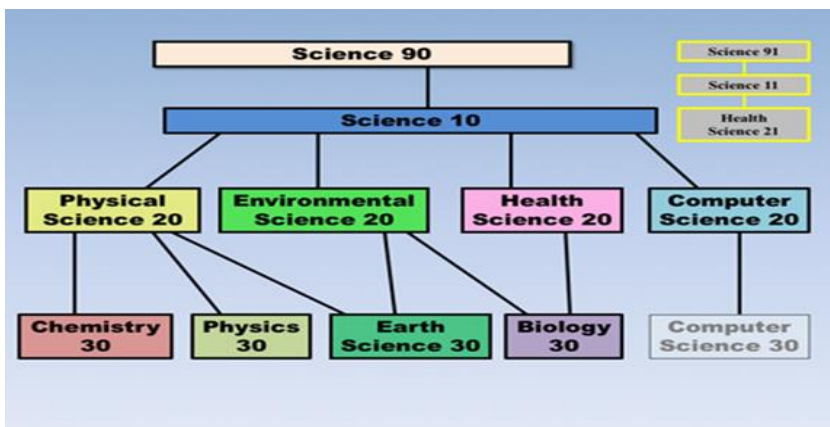 Science 90
Science 91
Science 11
Health
Science 21
Science 10
Physical
Science 20
Environmental
Science 20
Health
Science 20
Computer
Science 20
Chemistry
30
Physics
30
Earth
Science 30
Biology
30
Computer
Science 30